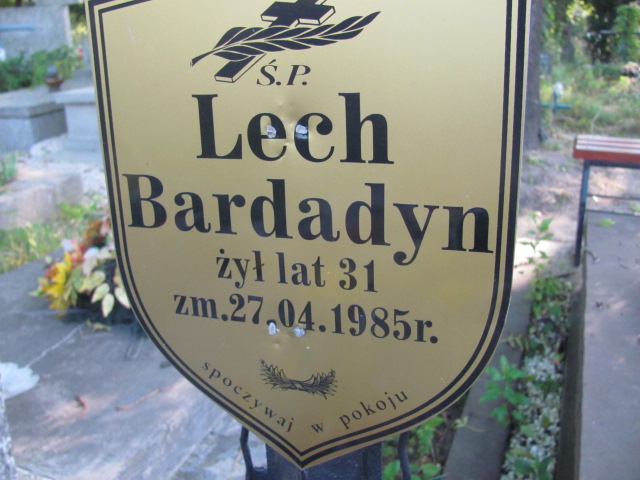 Ś.P.
Lech
Bardadyn
żył lat 31
zm.27.04.1985r.
spoczywaj w pokoju